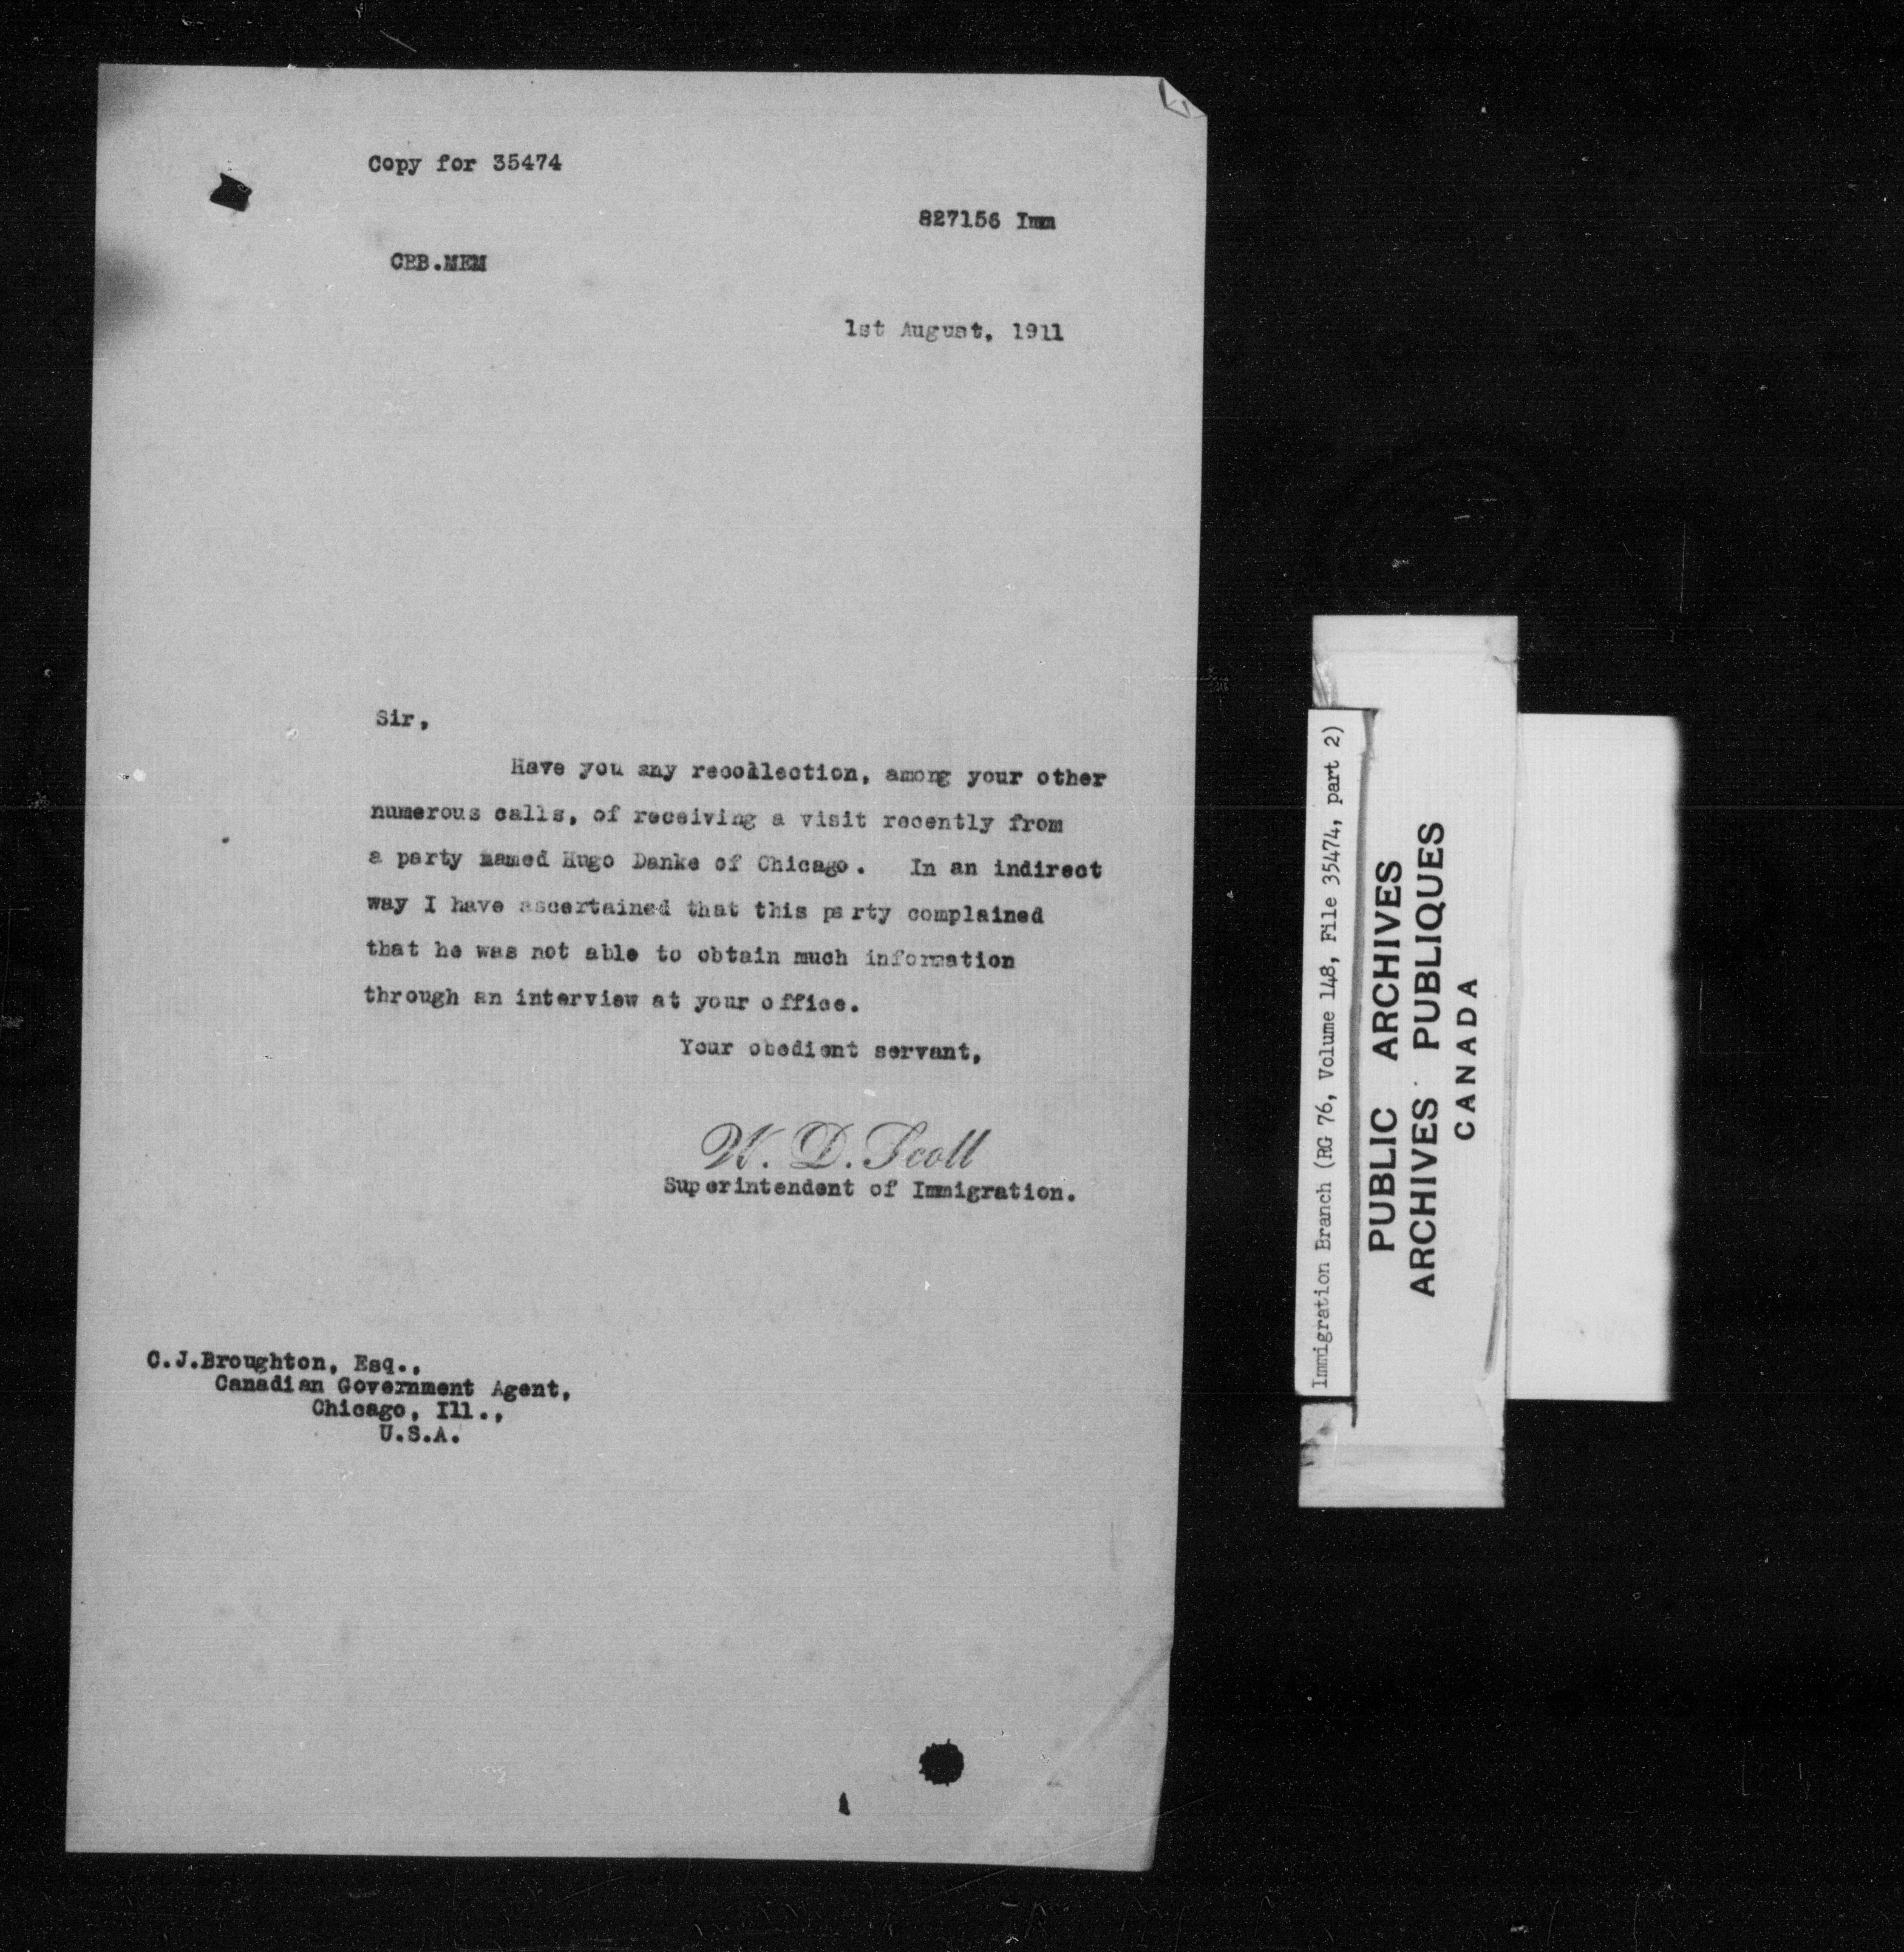 Copy for 35474
827156 Imm
CEB.MEM
1st August, 1911
Sir,
Have you any recollection, among your other
numerous calls, of receiving a visit recently from
a party named Hugo Danke of Chicago. In an indirect
way I have ascertained that this party complained
that he was not able to obtain much information
through an interview at your office.
Your obedient servant,
W. D. Scott
Superintendent of Immigration.
C.J.Broughton, Esq.,
Canadian Government Agent,
Chicago, Ill.,
U.S.A.
Immigration Branch (RG 76, Volume 148, File 35474, part 2)
PUBLIC ARCHIVES
ARCHIVES PUBLIQUES
CANADA